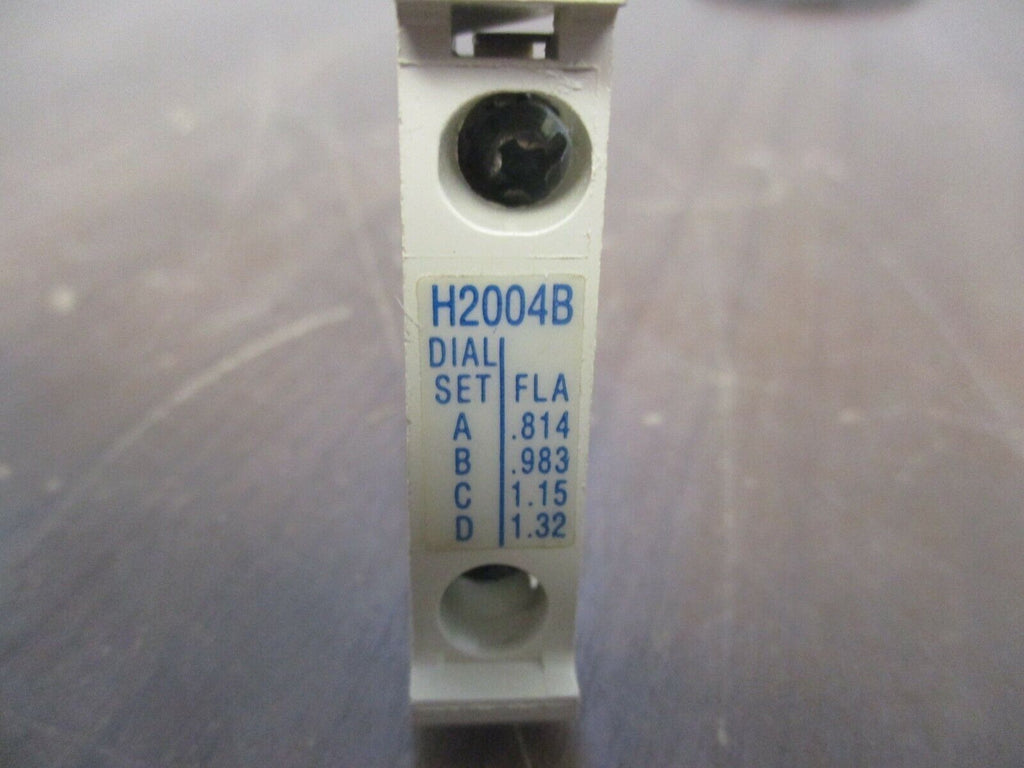 H2004B
DIAL
SET FLA
A .814
B .983
C 1.15
D 1.32